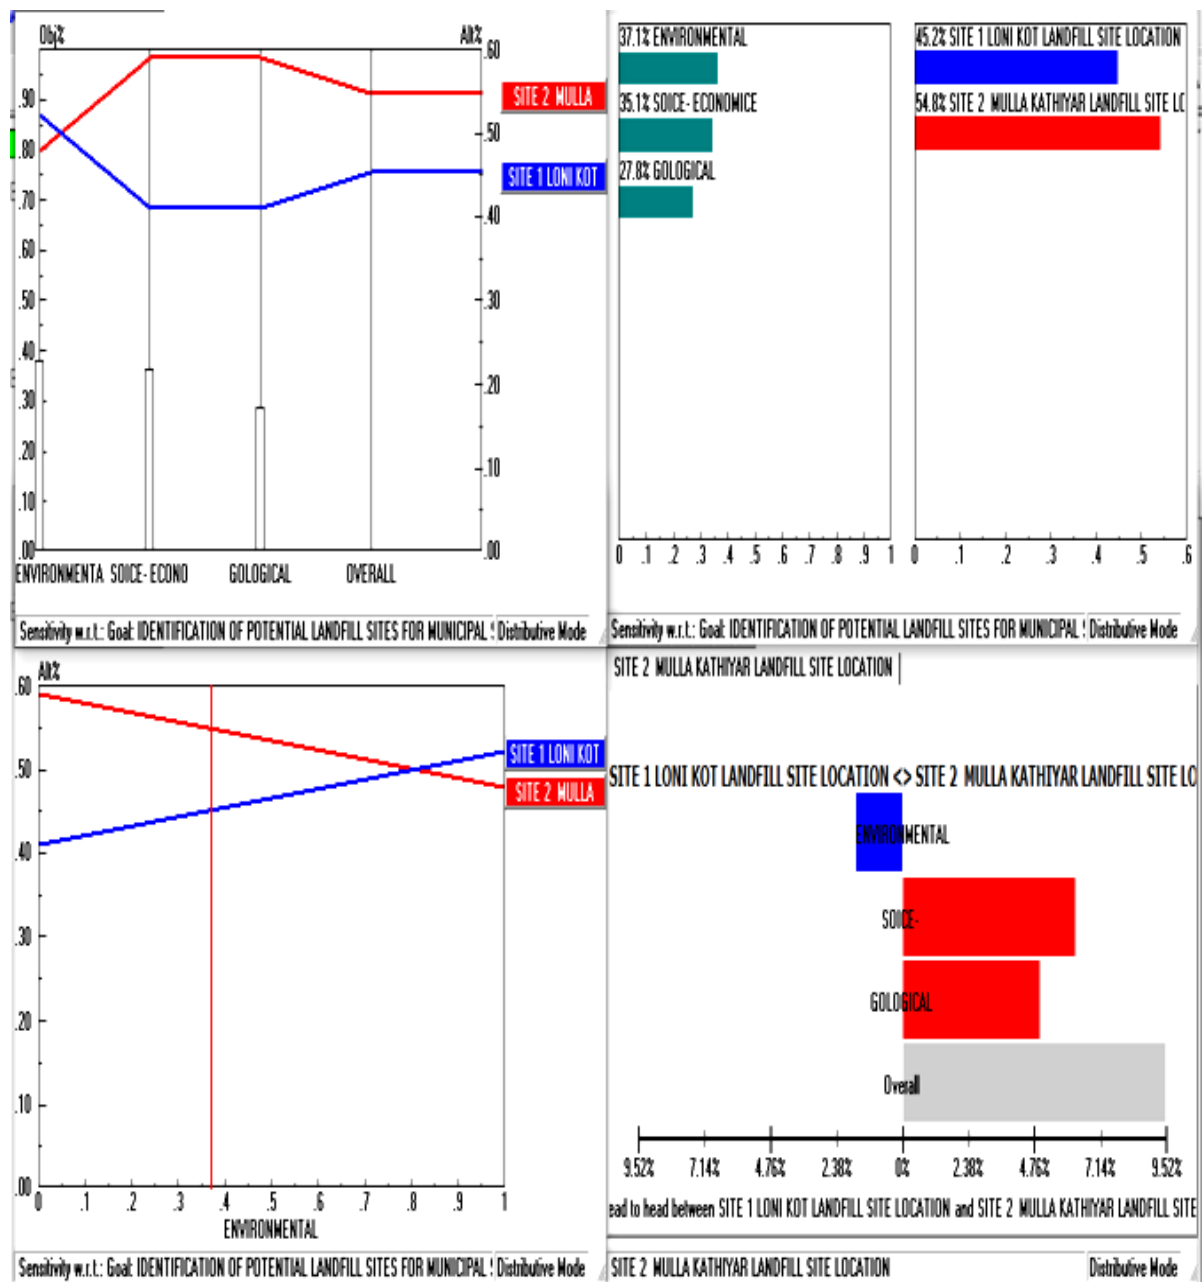 Obj% Alt%
.60
.90
SITE 2 MULLA
.50
.80
SITE 1 LONI KOT
.70
.40
.60
.50
.30
.40
.20
.30
.20
.10
.10
.00 .00
ENVIRONMENTA SOICE- ECONO GOLOGICAL OVERALL
Sensitivity w.r.t.: Goal: IDENTIFICATION OF POTENTIAL LANDFILL SITES FOR MUNICIPAL Distributive Mode
37.1% ENVIRONMENTAL
35.1% SOICE- ECONOMICE
27.8% GOLOGICAL
0 .1 .2 .3 .4 .5 .6 .7 .8 .9 1
45.2% SITE 1 LONI KOT LANDFILL SITE LOCATION
54.8% SITE 2 MULLA KATHIYAR LANDFILL SITE LC
0 .1 .2 .3 .4 .5 .6
Sensitivity w.r.t.: Goal: IDENTIFICATION OF POTENTIAL LANDFILL SITES FOR MUNICIPAL Distributive Mode
Alt%
.60
SITE 1 LONI KOT
.50
SITE 2 MULLA
.40
.30
.20
.10
.00
0 .1 .2 .3 .4 .5 .6 .7 .8 .9 1
ENVIRONMENTAL
Sensitivity w.r.t.: Goal: IDENTIFICATION OF POTENTIAL LANDFILL SITES FOR MUNICIPAL Distributive Mode
SITE 2 MULLA KATHIYAR LANDFILL SITE LOCATION
SITE 1 LONI KOT LANDFILL SITE LOCATION <> SITE 2 MULLA KATHIYAR LANDFILL SITE LO
ENVIRONMENTAL
SOICE-
GOLOGICAL
Overall
9.52% 7.14% 4.76% 2.38% 0% 2.38% 4.76% 7.14% 9.52%
ead to head between SITE 1 LONI KOT LANDFILL SITE LOCATION and SITE 2 MULLA KATHIYAR LANDFILL SITE
SITE 2 MULLA KATHIYAR LANDFILL SITE LOCATION Distributive Mode